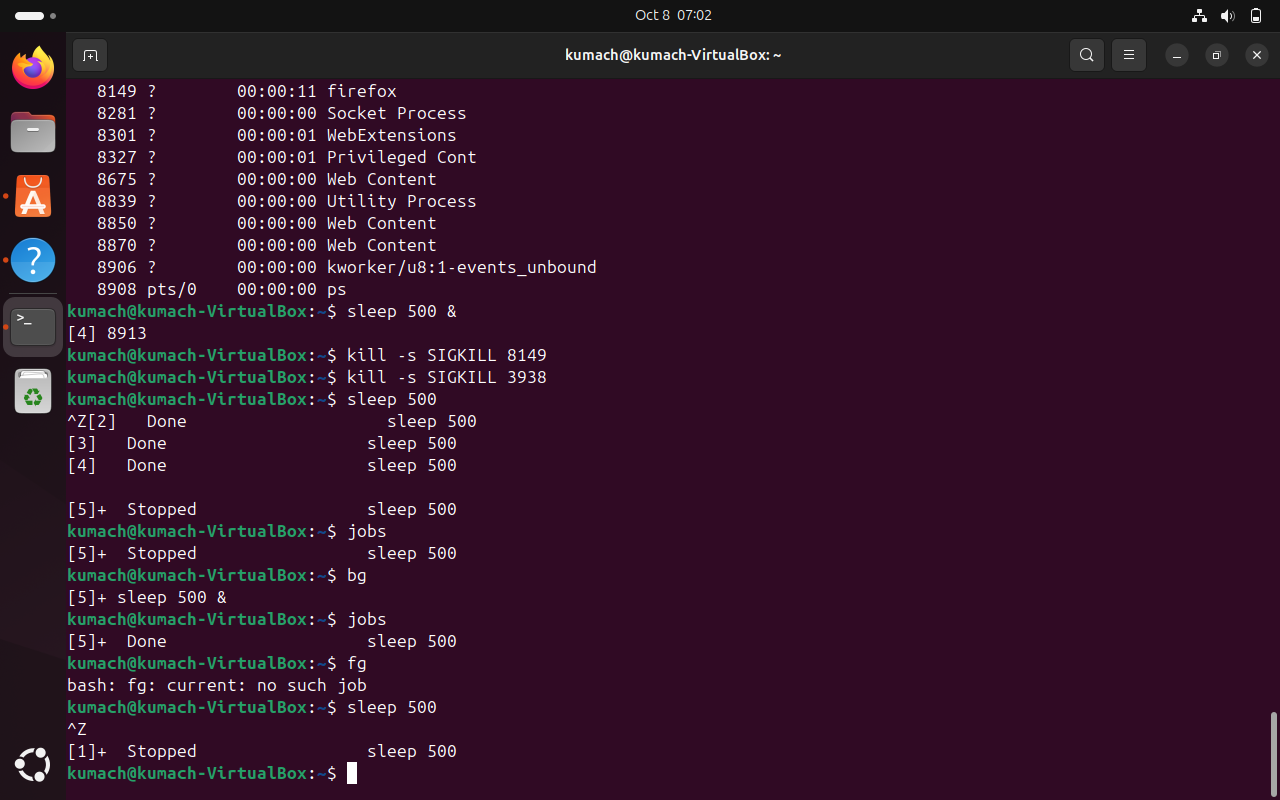 Oct 8 07:02
kumach@kumach-VirtualBox: ~
8149 ?        00:00:11 firefox
8281 ?        00:00:00 Socket Process
8301 ?        00:00:01 WebExtensions
8327 ?        00:00:01 Privileged Cont
8675 ?        00:00:00 Web Content
8839 ?        00:00:00 Utility Process
8850 ?        00:00:00 Web Content
8870 ?        00:00:00 Web Content
8906 ?        00:00:00 kworker/u8:1-events_unbound
8908 pts/0    00:00:00 ps
kumach@kumach-VirtualBox:~$ sleep 500 &
[4] 8913
kumach@kumach-VirtualBox:~$ kill -s SIGKILL 8149
kumach@kumach-VirtualBox:~$ kill -s SIGKILL 3938
kumach@kumach-VirtualBox:~$ sleep 500
^Z[2]   Done                    sleep 500
[3]   Done                    sleep 500
[4]   Done                    sleep 500
[5]+  Stopped                 sleep 500
kumach@kumach-VirtualBox:~$ jobs
[5]+  Stopped                 sleep 500
kumach@kumach-VirtualBox:~$ bg
[5]+ sleep 500 &
kumach@kumach-VirtualBox:~$ jobs
[5]+  Done                    sleep 500
kumach@kumach-VirtualBox:~$ fg
bash: fg: current: no such job
kumach@kumach-VirtualBox:~$ sleep 500
^Z
[1]+  Stopped                 sleep 500
kumach@kumach-VirtualBox:~$